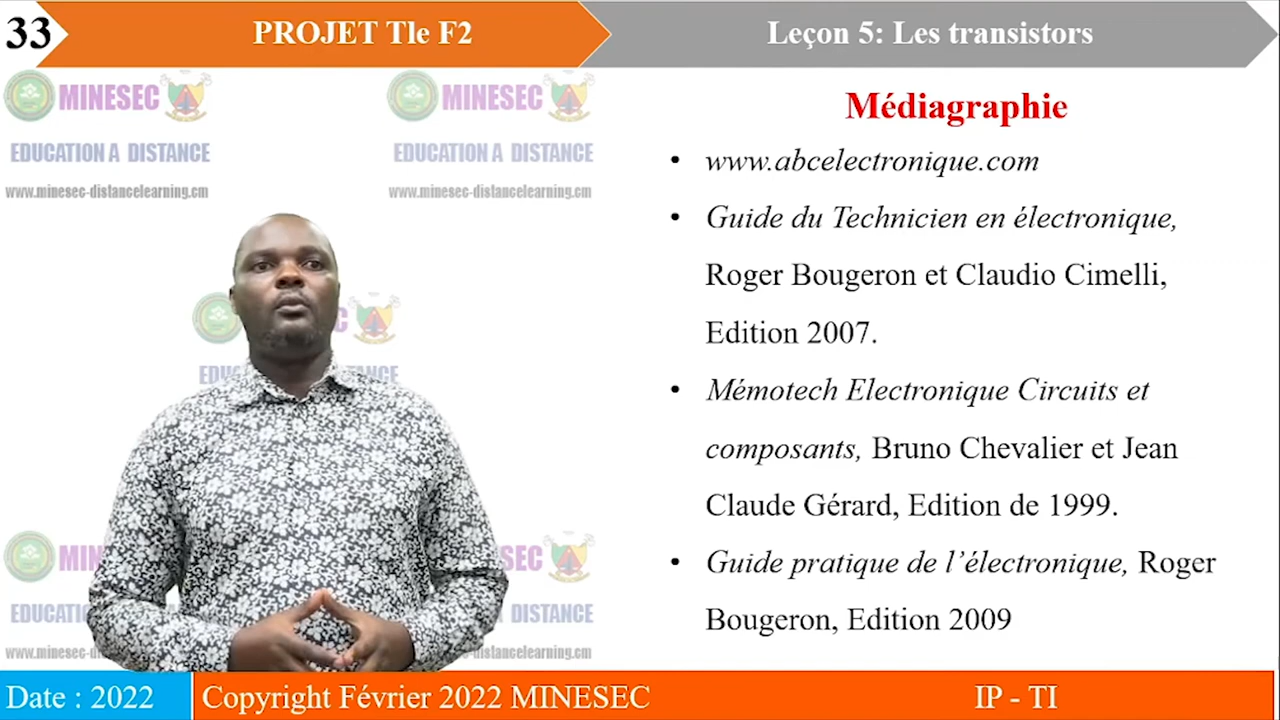 33
PROJET Tle F2
Leçon 5: Les transistors
MINESEC
EDUCATION A DISTANCE
www.minesec-distancelearning.cm
MINESEC
EDUCATION A DISTANCE
www.minesec-distancelearning.cm
Médiagraphie
• www.abcelectronique.com
• Guide du Technicien en électronique,
Roger Bougeron et Claudio Cimelli,
Edition 2007.
• Mémotech Electronique Circuits et
composants, Bruno Chevalier et Jean
Claude Gérard, Edition de 1999.
• Guide pratique de l’électronique, Roger
Bougeron, Edition 2009
Date : 2022
Copyright Février 2022 MINESEC
IP - TI